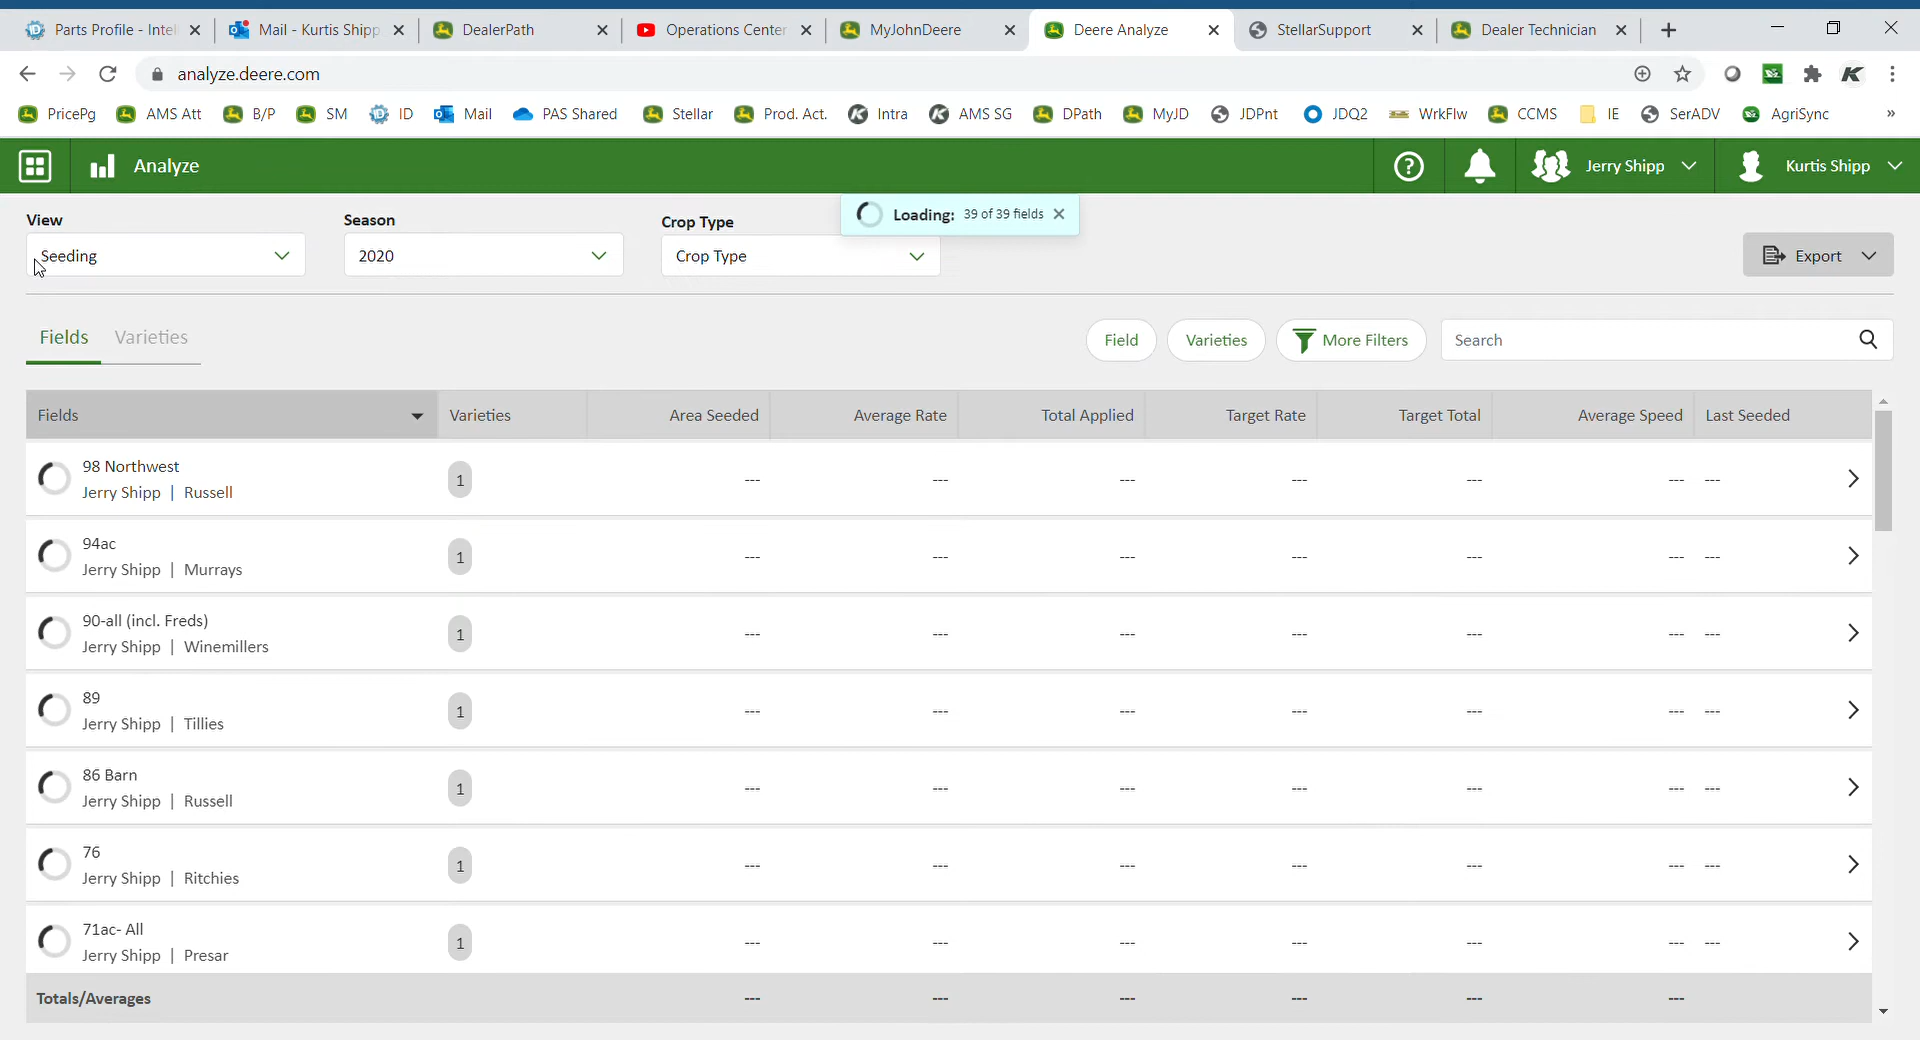 Parts Profile - Intel
Mail - Kurtis Shipp
DealerPath
Operations Center
MyJohnDeere
Deere Analyze
StellarSupport
Dealer Technician
analyze.deere.com
PricePg
AMS Att
B/P
SM
ID
Mail
PAS Shared
Stellar
Prod. Act.
Intra
AMS SG
DPath
MyJD
JDPnt
JDQ2
WrkFlw
CCMS
IE
SerADV
AgriSync
»
Analyze
Jerry Shipp
Kurtis Shipp
Loading: 39 of 39 fields
View
Season
Crop Type
Seeding
2020
Crop Type
Export
Fields
Varieties
Field
Varieties
More Filters
Search
Fields Varieties Area Seeded Average Rate Total Applied Target Rate Target Total Average Speed Last Seeded
98 Northwest
Jerry Shipp | Russell
1 --- --- --- --- --- --- ---
94ac
Jerry Shipp | Murrays
1 --- --- --- --- --- --- ---
90-all (incl. Freds)
Jerry Shipp | Winemillers
1 --- --- --- --- --- --- ---
89
Jerry Shipp | Tillies
1 --- --- --- --- --- --- ---
86 Barn
Jerry Shipp | Russell
1 --- --- --- --- --- --- ---
76
Jerry Shipp | Ritchies
1 --- --- --- --- --- --- ---
71ac- All
Jerry Shipp | Presar
1 --- --- --- --- --- --- ---
Totals/Averages --- --- --- --- --- ---